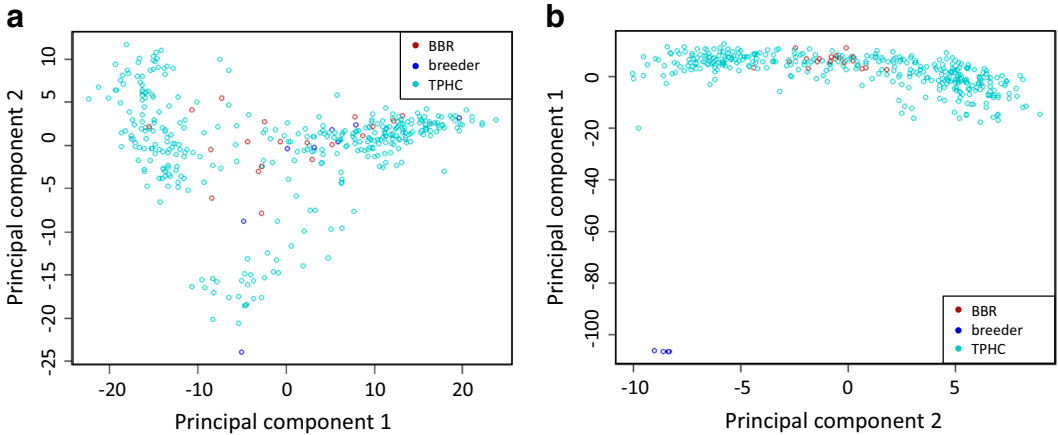 a
Principal component 2
10
5
0
-5
-10
-15
-20
-25
BBR
breeder
TPHC
-20
-10
0
10
20
Principal component 1
b
Principal component 1
0
-20
-40
-60
-80
-100
BBR
breeder
TPHC
-10
-5
0
5
Principal component 2